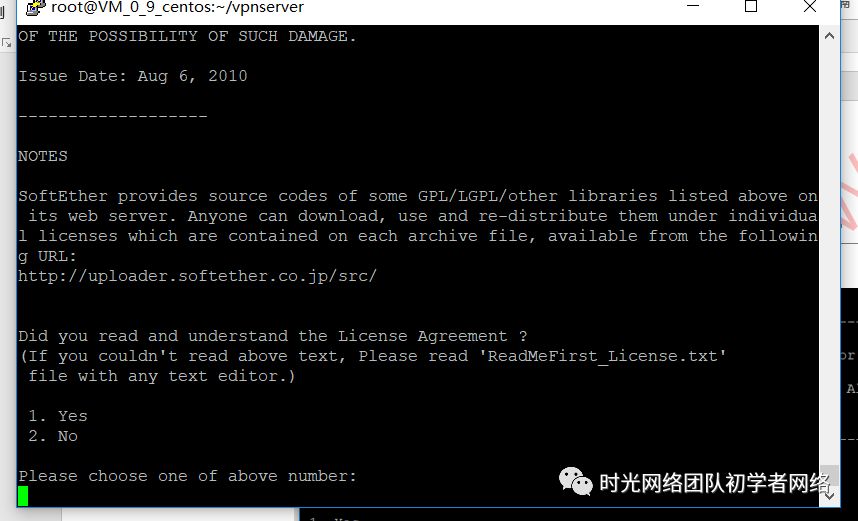 root@VM_0_9_centos:~/vpnserver
OF THE POSSIBILITY OF SUCH DAMAGE.
Issue Date: Aug 6, 2010
-------------------
NOTES
SoftEther provides source codes of some GPL/LGPL/other libraries listed above on
its web server. Anyone can download, use and re-distribute them under individua
l licenses which are contained on each archive file, available from the followin
g URL:
http://uploader.softether.co.jp/src/
Did you read and understand the License Agreement ?
(If you couldn't read above text, Please read 'ReadMeFirst_License.txt'
file with any text editor.)
1. Yes
2. No
Please choose one of above number:
时光网络团队初学者网络
or